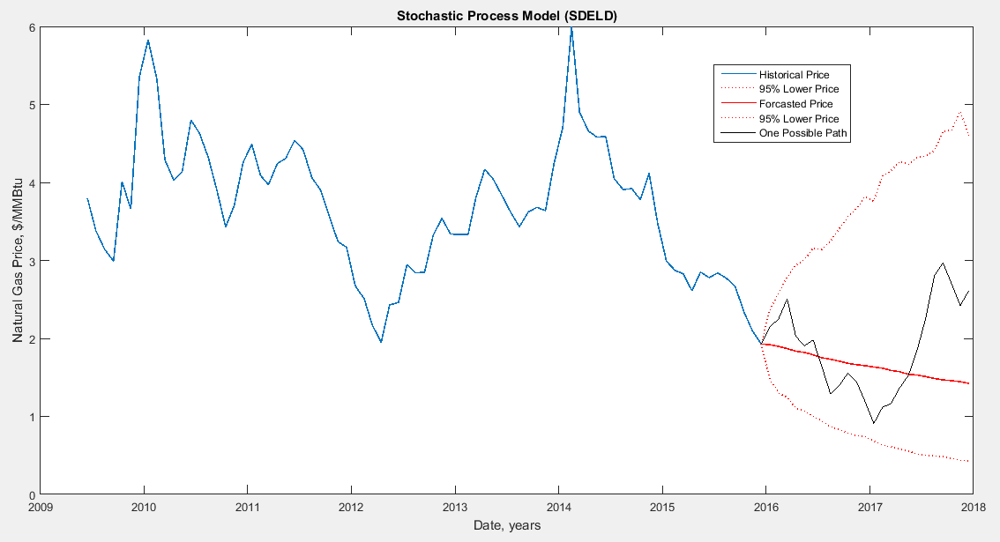 Stochastic Process Model (SDELD)
Natural Gas Price, $/MMBtu
6
5
4
3
2
1
0
Historical Price
95% Lower Price
Forcasted Price
95% Lower Price
One Possible Path
2009 2010 2011 2012 2013 2014 2015 2016 2017 2018
Date, years